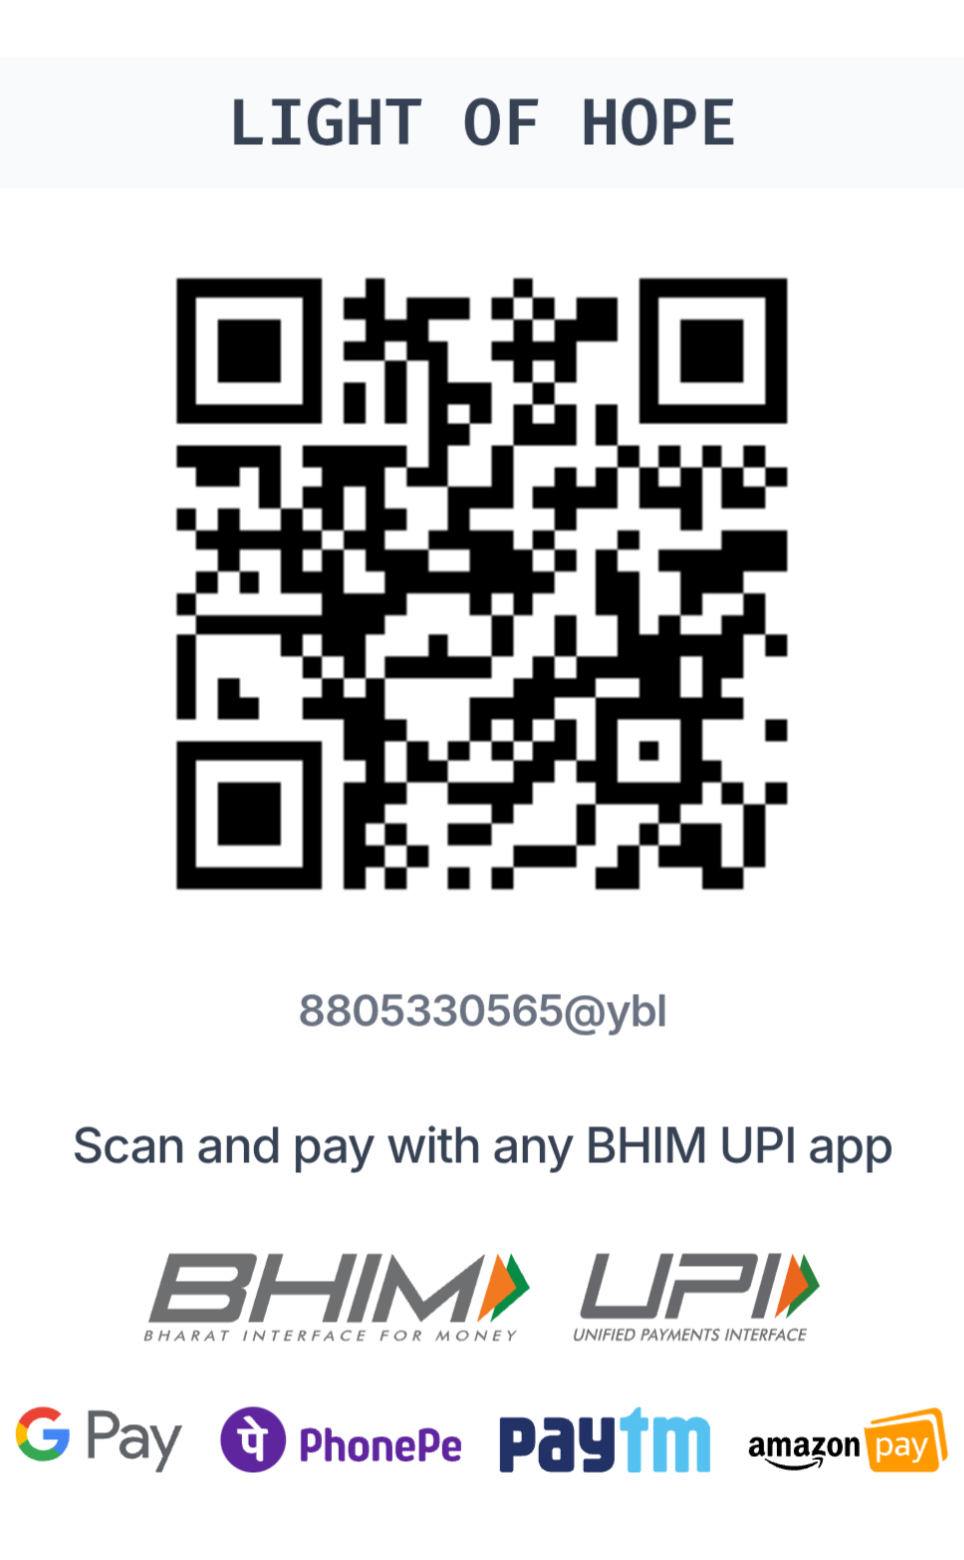 LIGHT OF HOPE
8805330565@ybl
Scan and pay with any BHIM UPI app
BHIM UPI
BHARAT INTERFACE FOR MONEY UNIFIED PAYMENTS INTERFACE
G Pay पे PhonePe paytm amazon pay